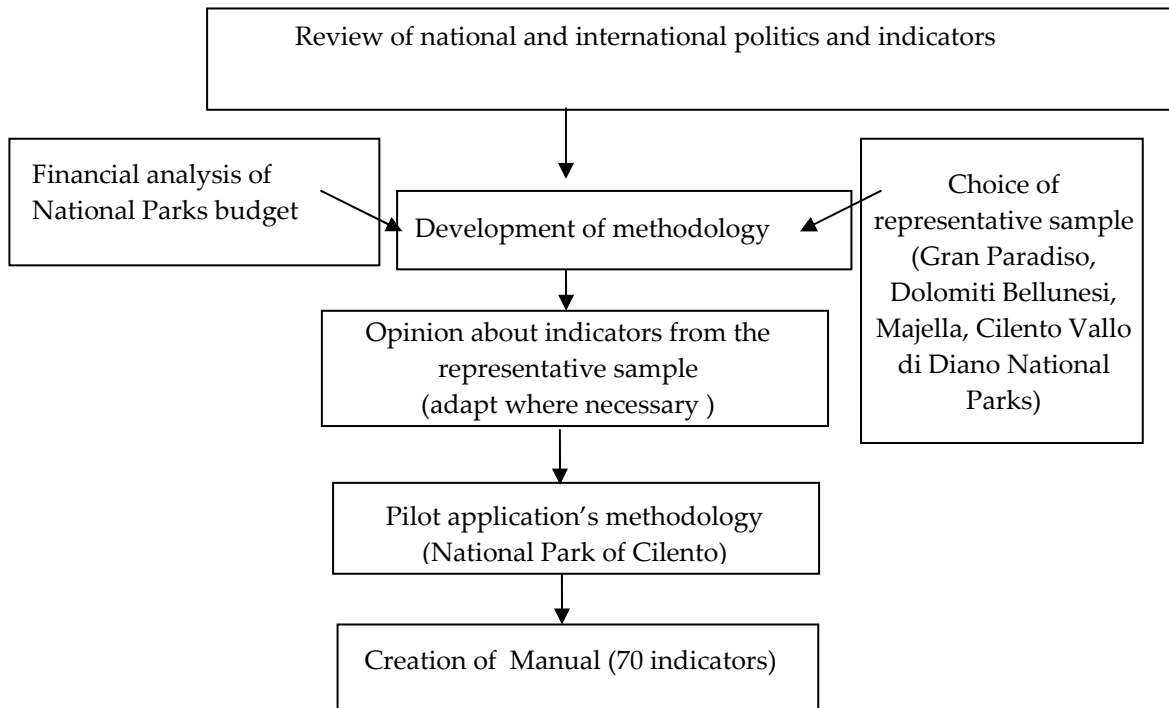 Review of national and international politics and indicators
Financial analysis of
National Parks budget
Development of methodology
Choice of
representative sample
(Gran Paradiso,
Dolomiti Bellunesi,
Majella, Cilento Vallo
di Diano National
Parks)
Opinion about indicators from the
representative sample
(adapt where necessary )
Pilot application’s methodology
(National Park of Cilento)
Creation of Manual (70 indicators)